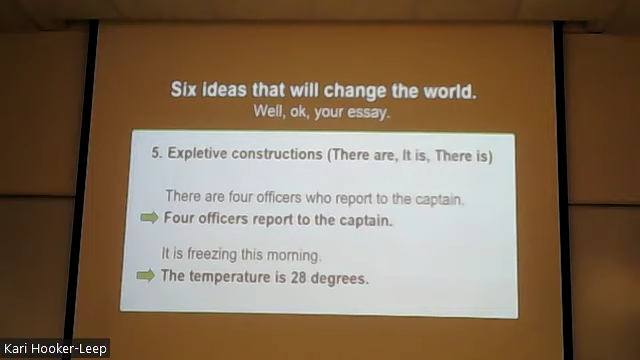 Six ideas that will change the world.
Well, ok, your essay.
5. Expletive constructions (There are, It is, There is)
There are four officers who report to the captain.
Four officers report to the captain.
It is freezing this morning.
The temperature is 28 degrees.
Kari Hooker-Leep